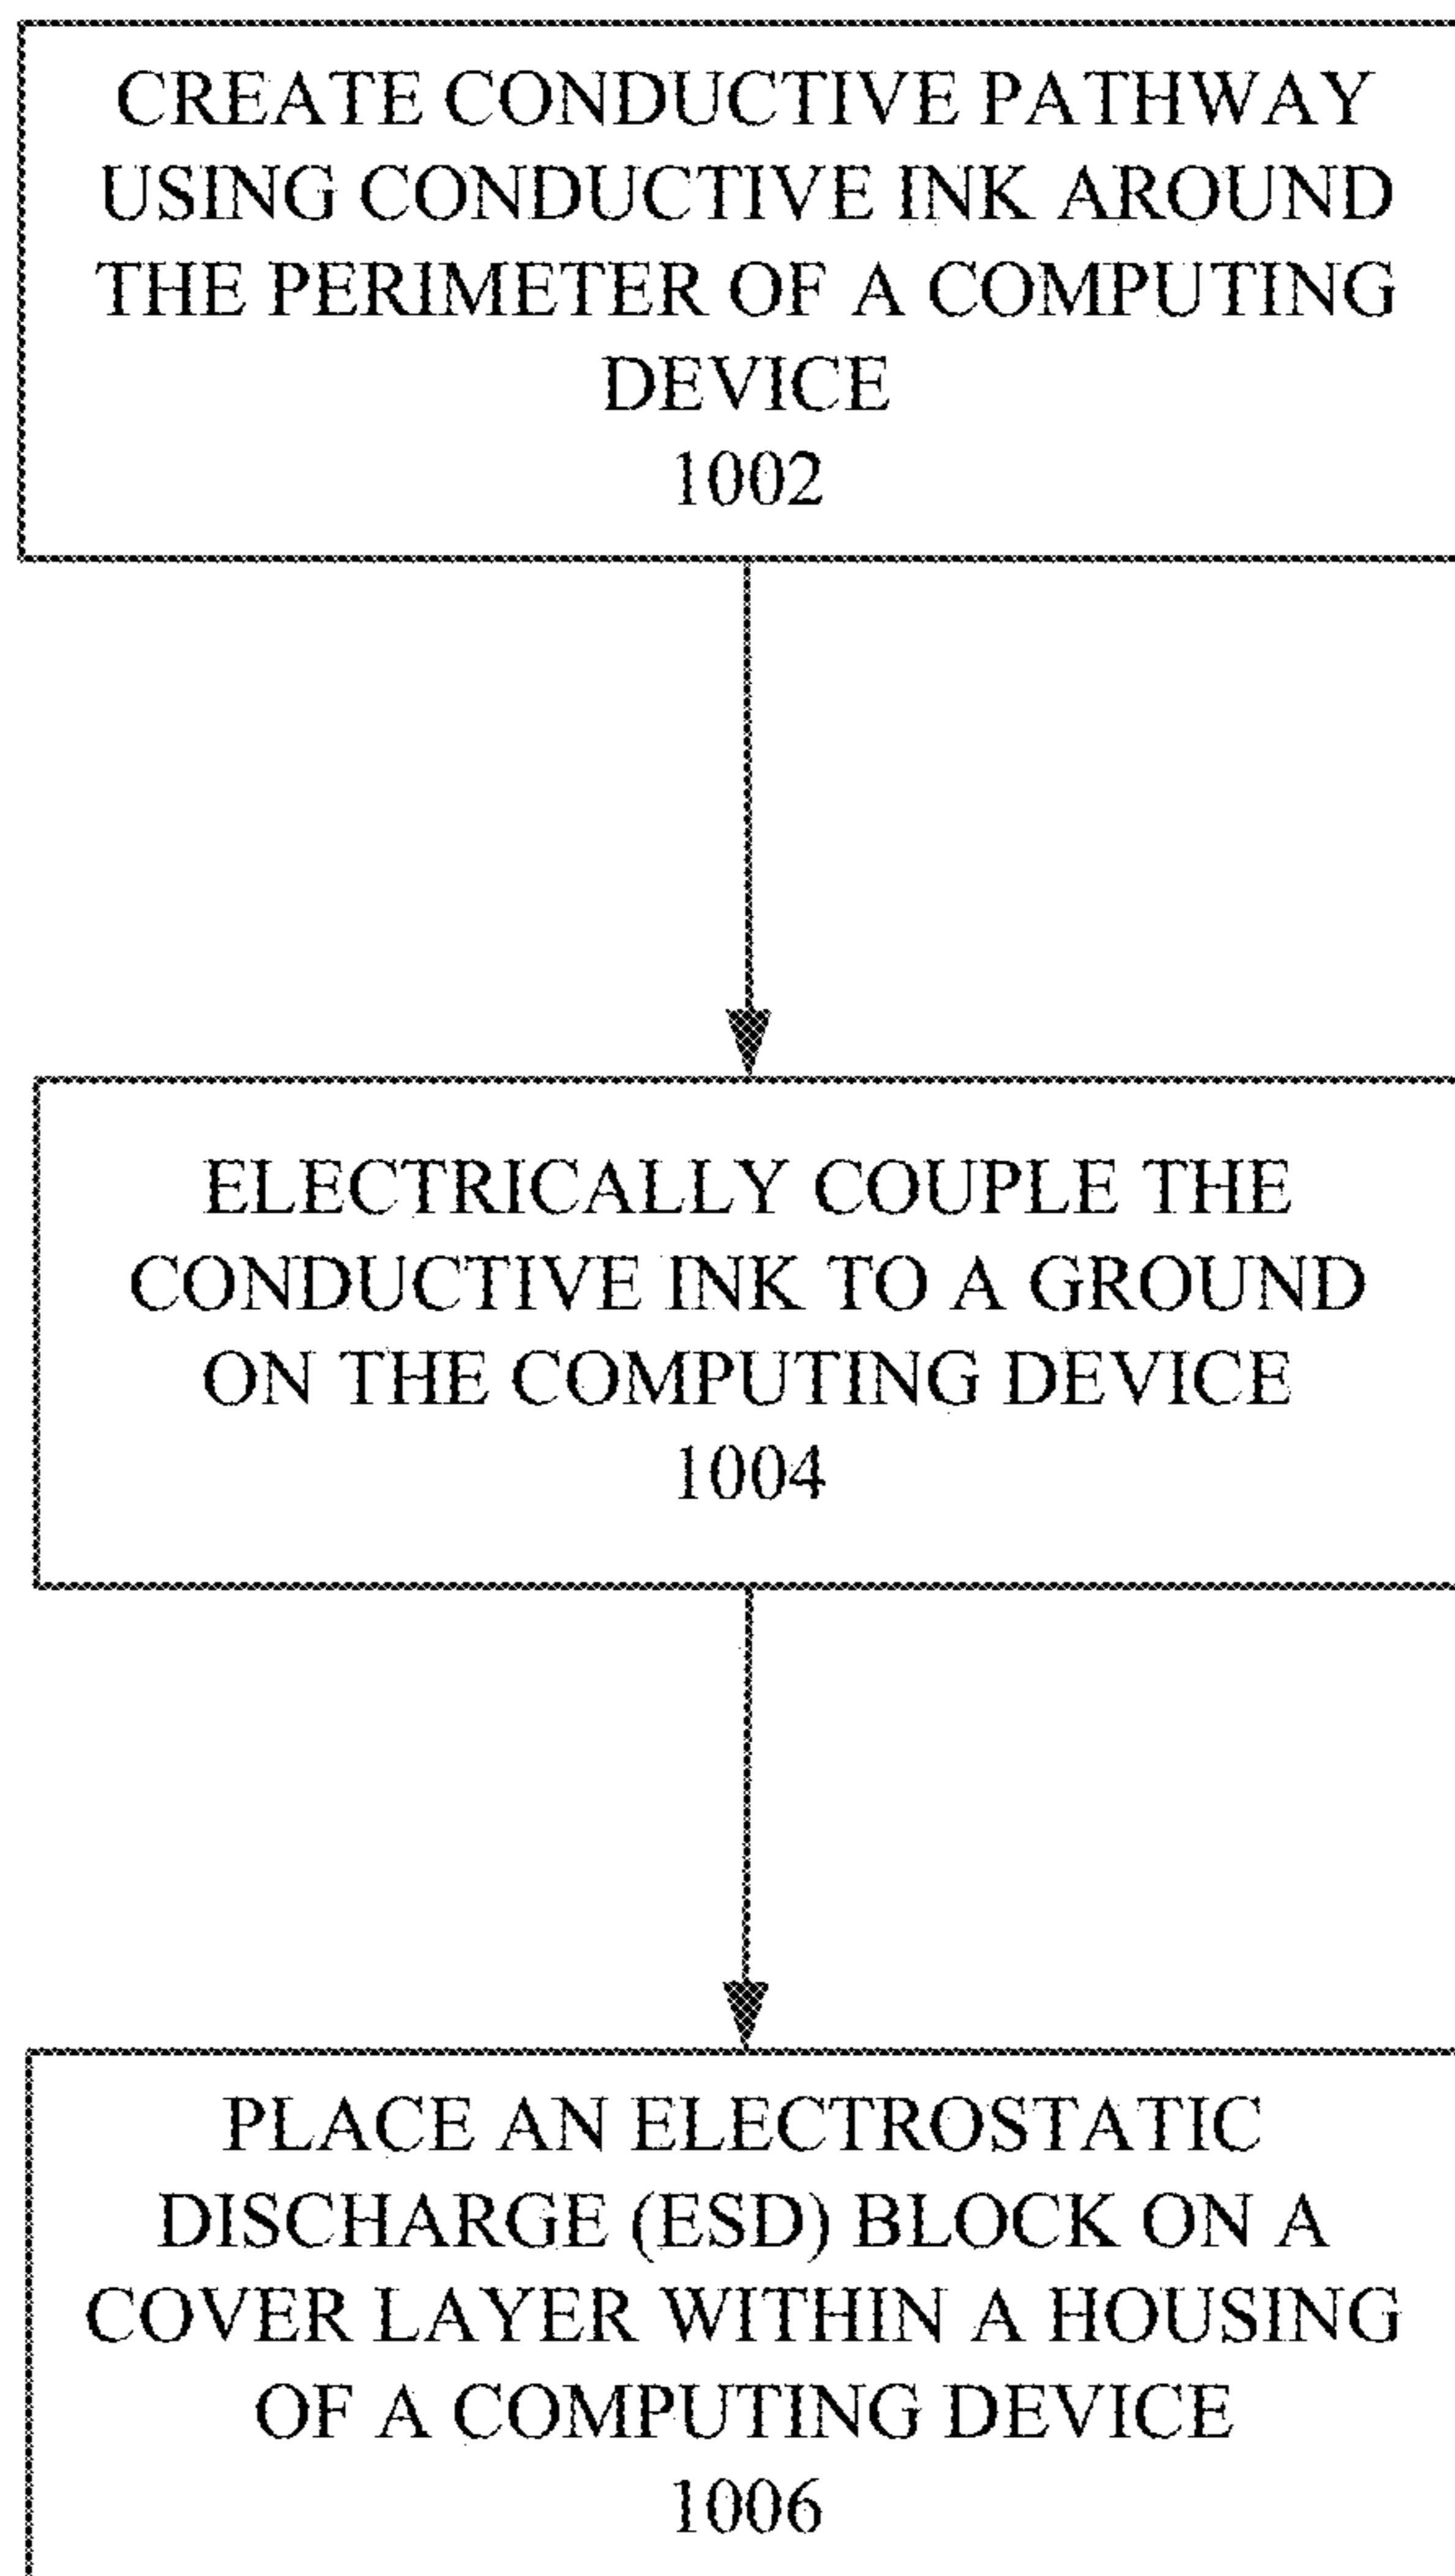 CREATE CONDUCTIVE PATHWAY
USING CONDUCTIVE INK AROUND
THE PERIMETER OF A COMPUTING
DEVICE
1002
ELECTRICALLY COUPLE THE
CONDUCTIVE INK TO A GROUND
ON THE COMPUTING DEVICE
1004
PLACE AN ELECTROSTATIC
DISCHARGE (ESD) BLOCK ON A
COVER LAYER WITHIN A HOUSING
OF A COMPUTING DEVICE
1006